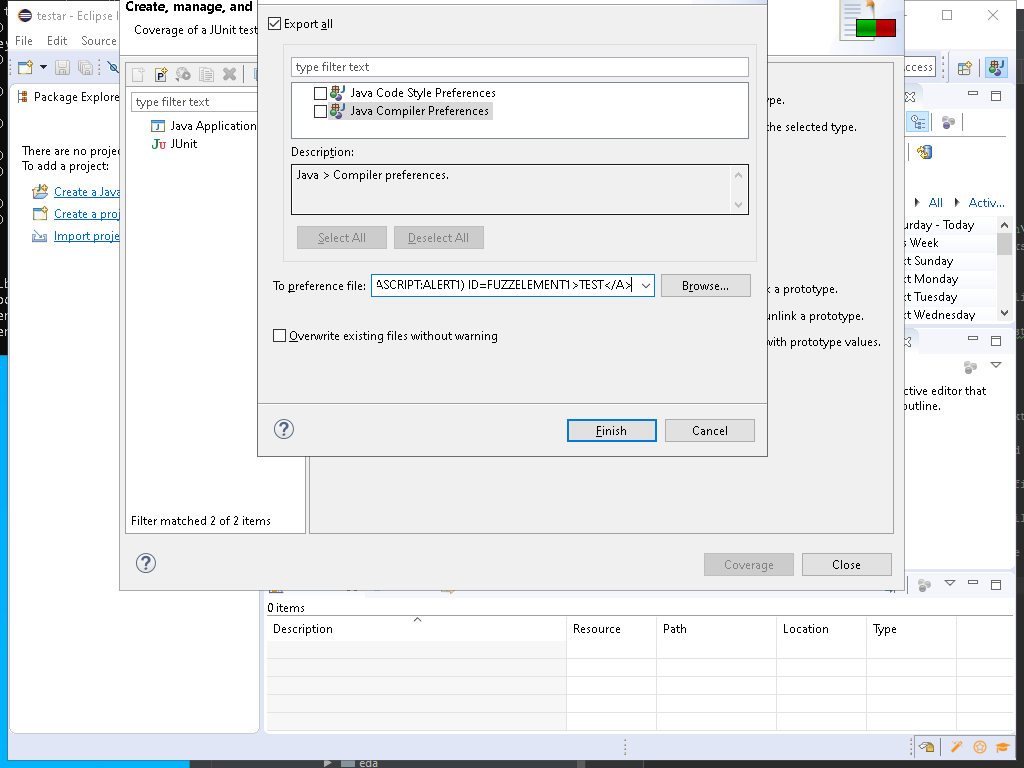 testar - Eclipse I
Create, manage, and
Coverage of a JUnit test
File Edit Source
Export all
type filter text
Java Code Style Preferences
Java Compiler Preferences
Description:
Java > Compiler preferences.
Select All Deselect All
To preference file: ASCRIPT:ALERT1) ID=FUZZELEMENT1>TEST</A> Browse...
Overwrite existing files without warning
Finish Cancel
Package Explore
type filter text
Java Application
Ju JUnit
There are no projec
To add a project:
Create a Java
Create a proj
Import proje
Filter matched 2 of 2 items
ype.
the selected type.
k a prototype.
unlink a prototype.
with prototype values.
Coverage Close
ccess
All Activ...
urday - Today
s Week
xt Sunday
xt Monday
xt Tuesday
xt Wednesday
ctive editor that
outline.
0 items
Description Resource Path Location Type
eda